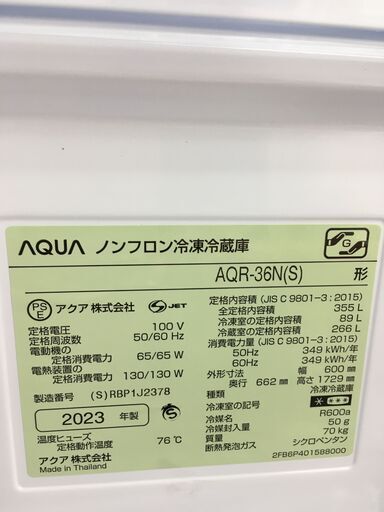 AQUA ノンフロン冷凍冷蔵庫
G
AQR-36N(S) 形
PS E アクア株式会社 S-JET
定格電圧 100 V
定格周波数 50/60 Hz
電動機の
定格消費電力 65/65 W
電熱装置の
定格消費電力 130/130 W
製造番号 (S)RBP1J2378
2023 年製
温度ヒューズ
定格動作温度 76℃
アクア株式会社
Made in Thailand
定格内容積 (JIS C 9801-3:2015)
全定格内容積 355 L
冷凍室の定格内容積 89 L
冷蔵室の定格内容積 266 L
消費電力量 (JIS C 9801-3:2015)
50Hz 349 kWh/年
60Hz 349 kWh/年
外形寸法 幅 600 mm
奥行 662 mm 高さ 1729 mm
種類 冷凍冷蔵庫
冷凍室の記号
冷媒名 R600a
冷媒封入量 50 g
質量 70 kg
断熱発泡ガス シクロペンタン
2FB6P401588000